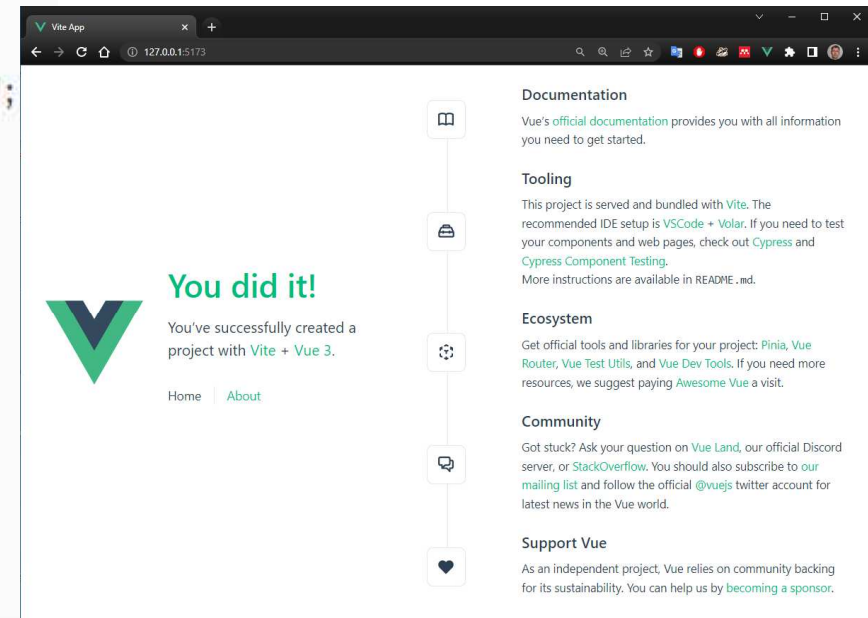 Vite App
127.0.0.1:5173
;
You did it!
You've successfully created a
project with Vite + Vue 3.
Home
About
Documentation
Vue's official documentation provides you with all information
you need to get started.
Tooling
This project is served and bundled with Vite. The
recommended IDE setup is VSCode + Volar. If you need to test
your components and web pages, check out Cypress and
Cypress Component Testing.
More instructions are available in README.md.
Ecosystem
Get official tools and libraries for your project: Pinia, Vue
Router, Vue Test Utils, and Vue Dev Tools. If you need more
resources, we suggest paying Awesome Vue a visit.
Community
Got stuck? Ask your question on Vue Land, our official Discord
server, or StackOverflow. You should also subscribe to our
mailing list and follow the official @vuejs twitter account for
latest news in the Vue world.
Support Vue
As an independent project, Vue relies on community backing
for its sustainability. You can help us by becoming a sponsor.